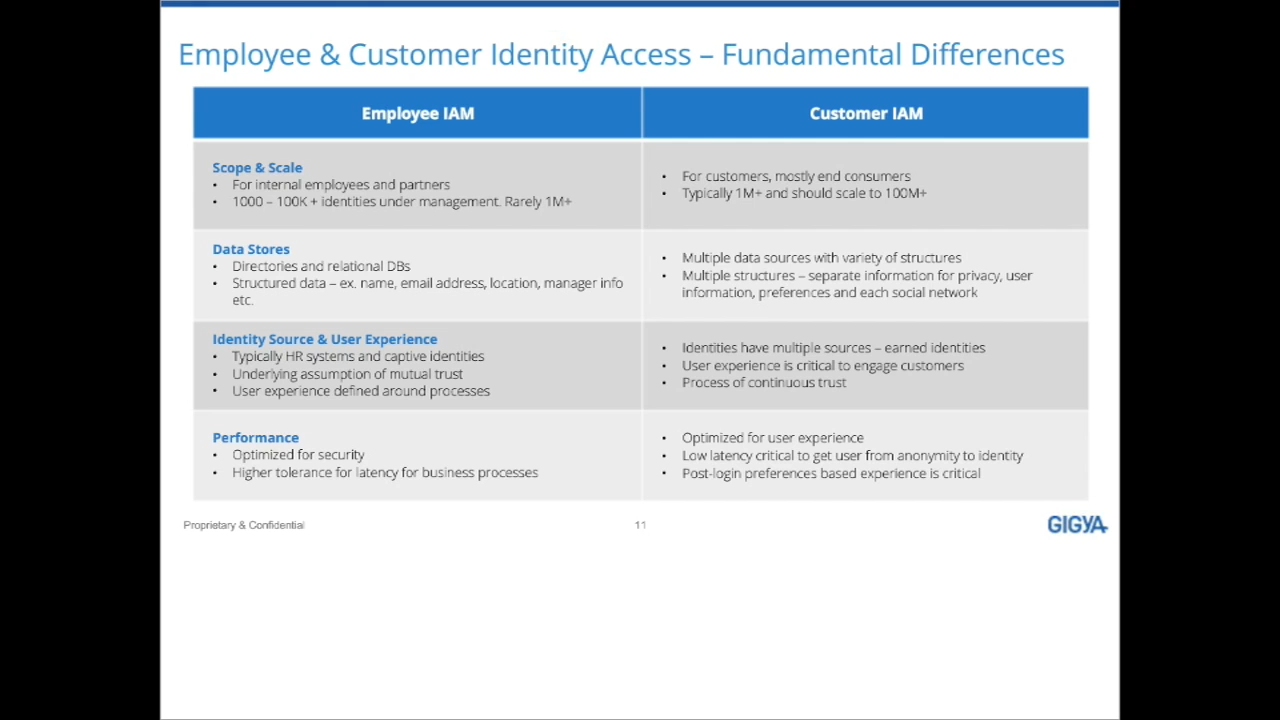 Employee & Customer Identity Access – Fundamental Differences
Employee IAM
Customer IAM
Scope & Scale
• For internal employees and partners
• 1000 – 100K + identities under management. Rarely 1M+
• For customers, mostly end consumers
• Typically 1M+ and should scale to 100M+
Data Stores
• Directories and relational DBs
• Structured data – ex. name, email address, location, manager info
etc.
• Multiple data sources with variety of structures
• Multiple structures – separate information for privacy, user
information, preferences and each social network
Identity Source & User Experience
• Typically HR systems and captive identities
• Underlying assumption of mutual trust
• User experience defined around processes
• Identities have multiple sources – earned identities
• User experience is critical to engage customers
• Process of continuous trust
Performance
• Optimized for security
• Higher tolerance for latency for business processes
• Optimized for user experience
• Low latency critical to get user from anonymity to identity
• Post-login preferences based experience is critical
Proprietary & Confidential
11
GIGYA